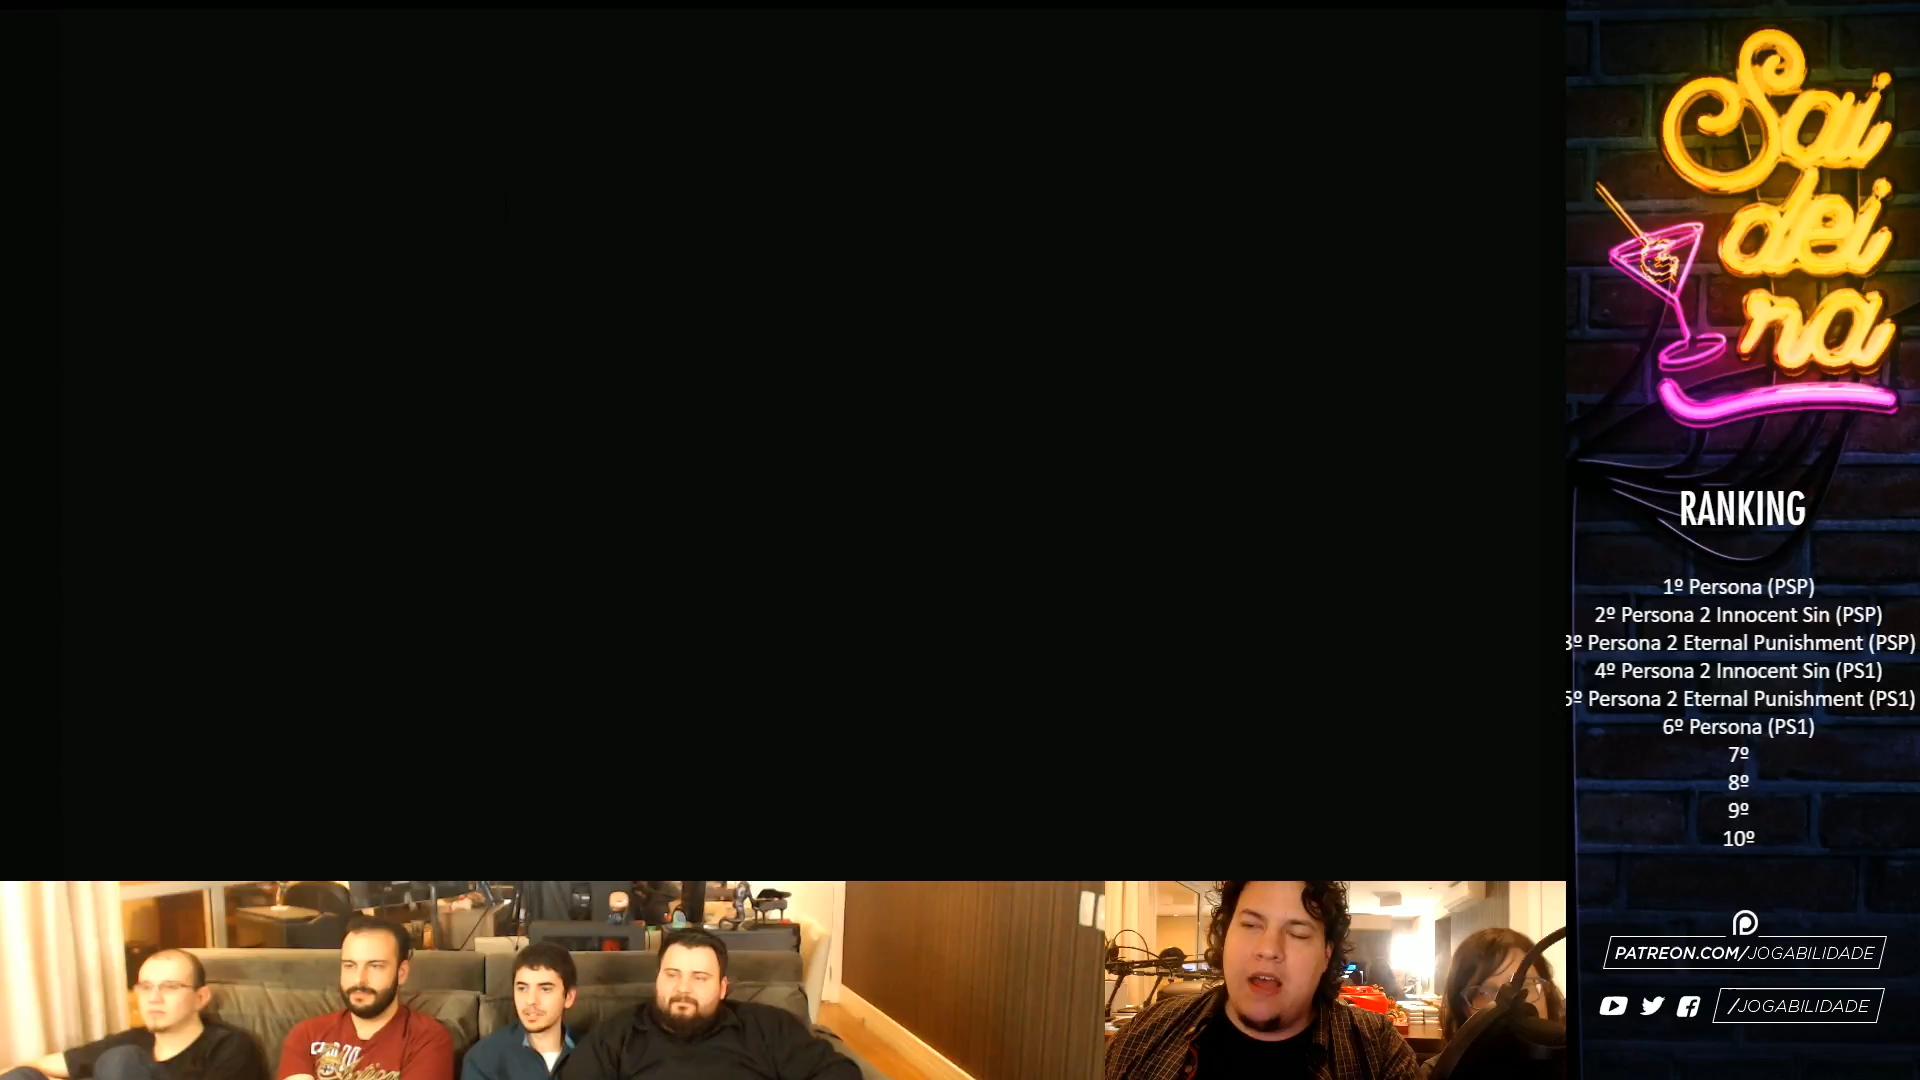 Sai
dei
ra
RANKING
1º Persona (PSP)
2º Persona 2 Innocent Sin (PSP)
3º Persona 2 Eternal Punishment (PSP)
4º Persona 2 Innocent Sin (PS1)
5º Persona 2 Eternal Punishment (PS1)
6º Persona (PS1)
7º
8º
9º
10º
PATREON.COM/JOGABILIDADE
/JOGABILIDADE